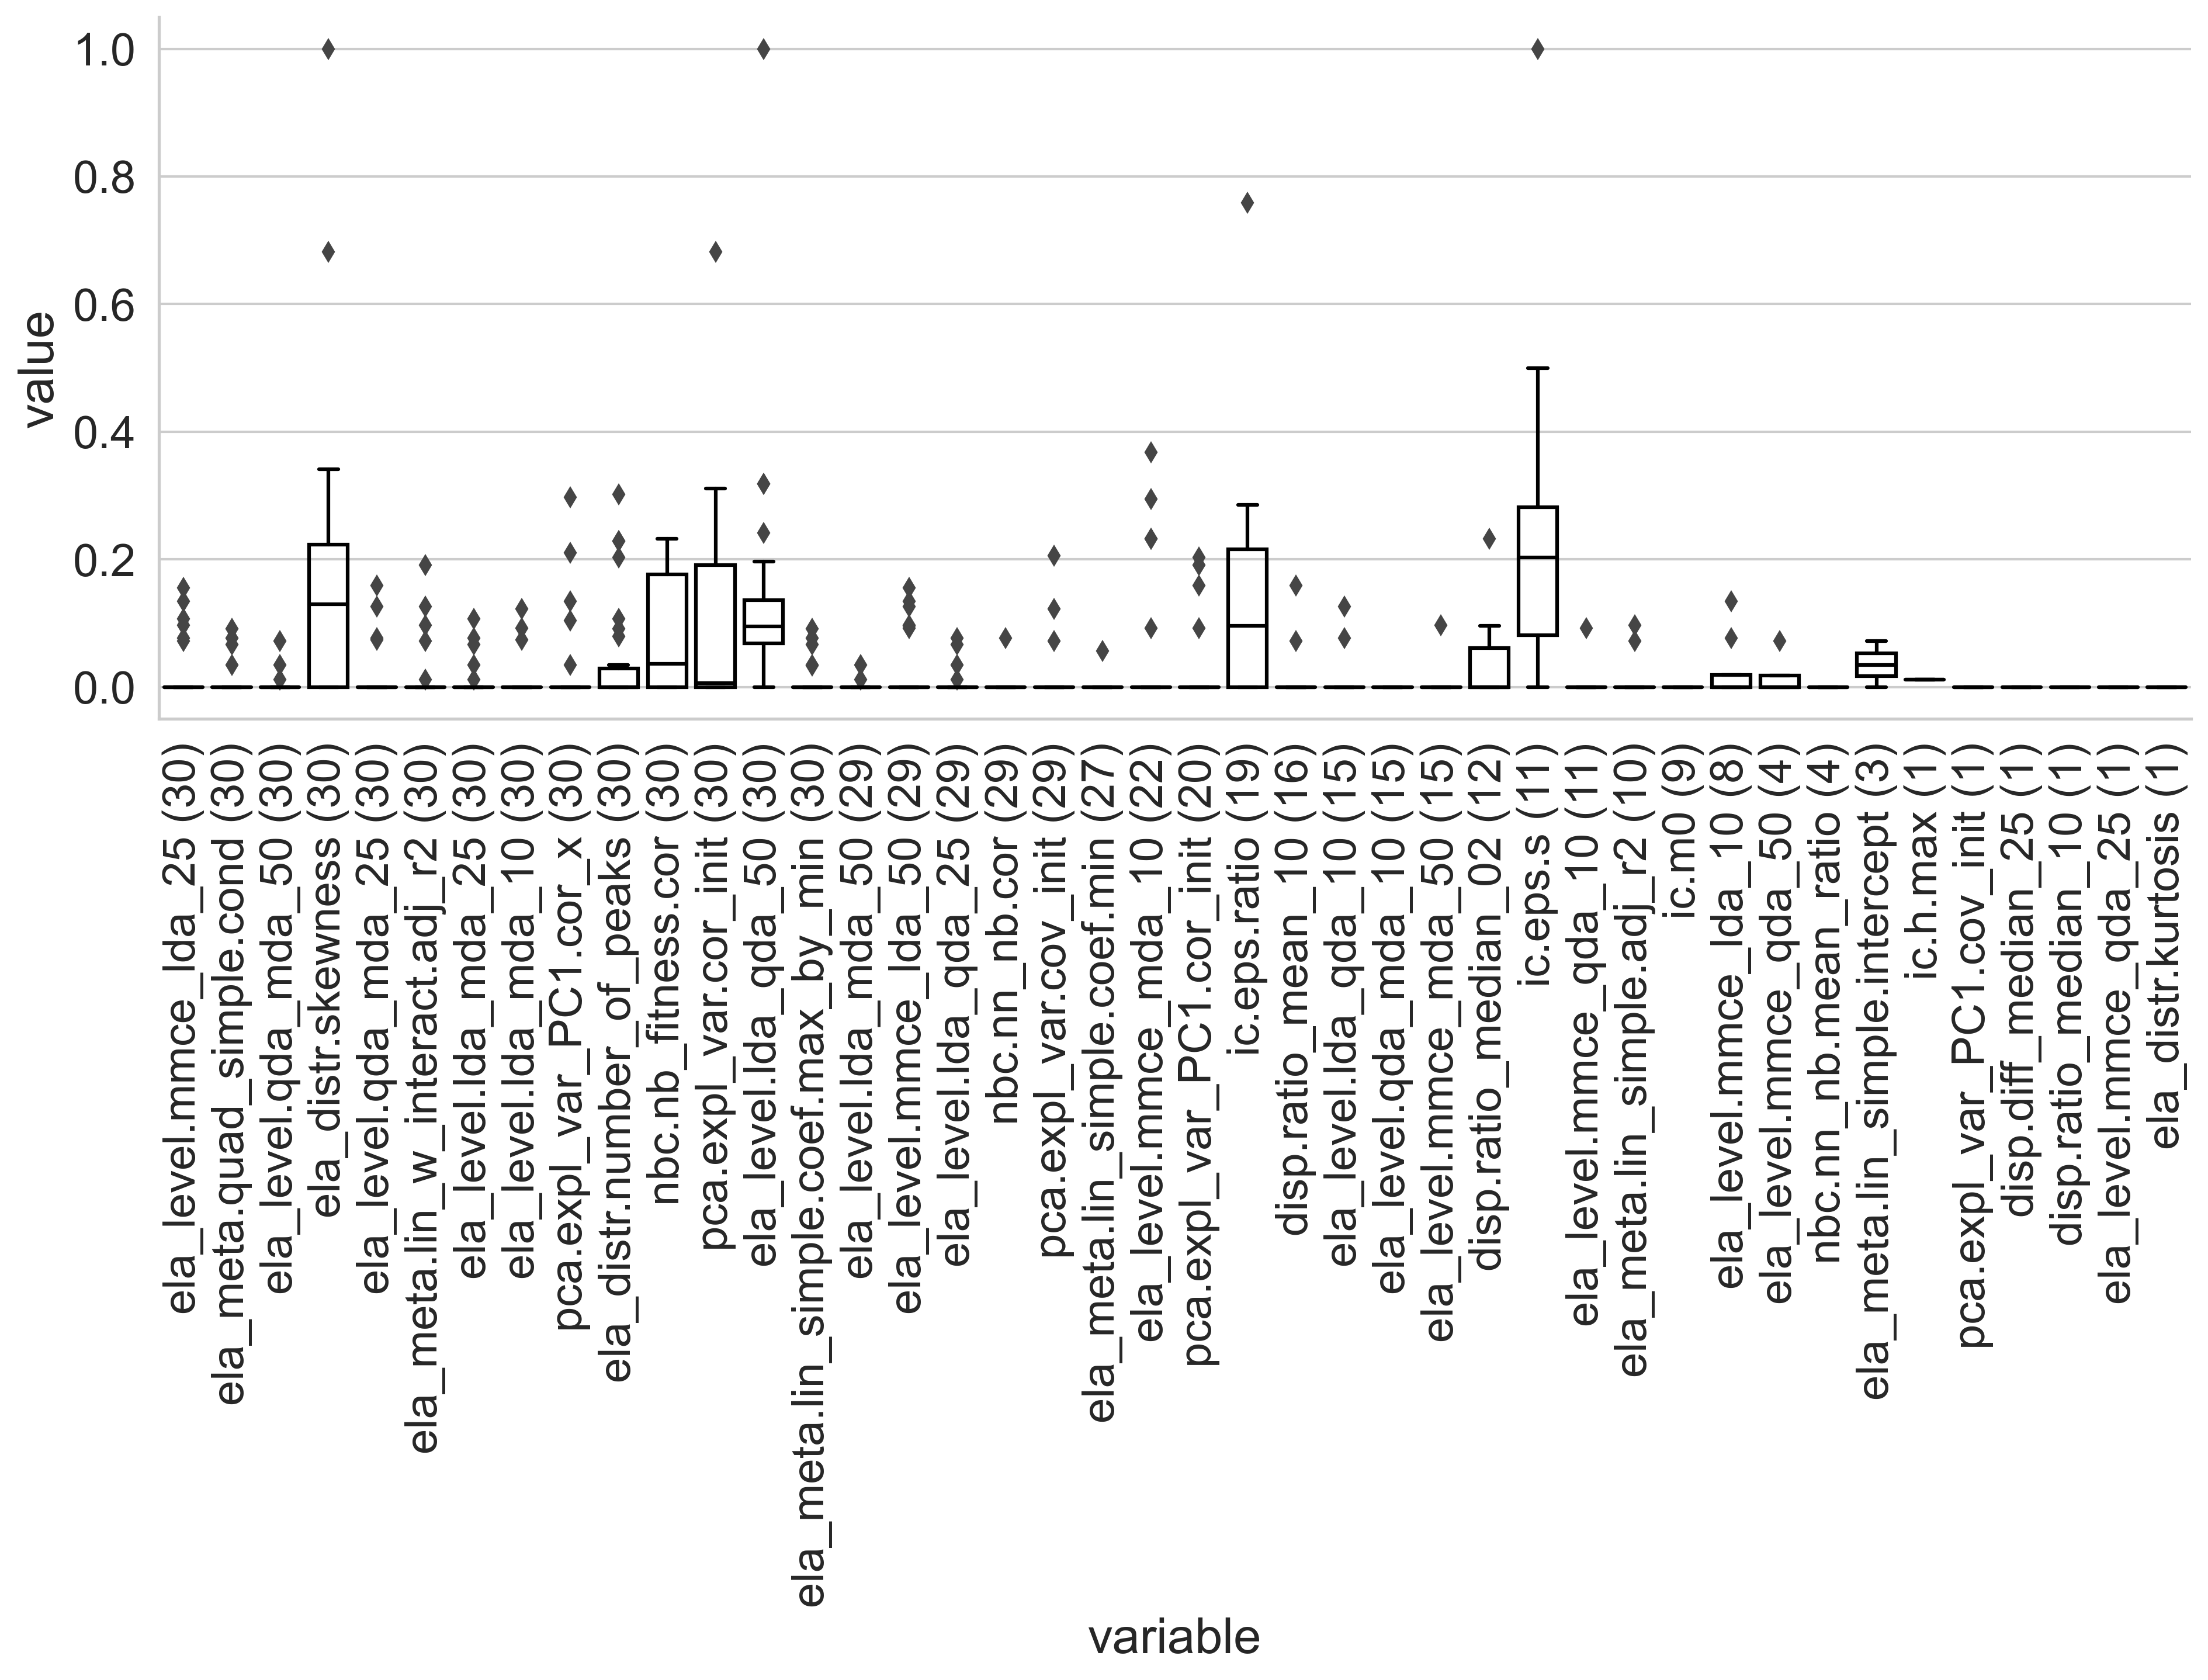 1.0
0.8
0.6
0.4
0.2
0.0
value
ela_level.mmce_lda_25 (30)
ela_meta.quad_simple.cond (30)
ela_level.qda_mda_50 (30)
ela_distr.skewness (30)
ela_level.qda_mda_25 (30)
ela_meta.lin_w_interact.adj_r2 (30)
ela_level.lda_mda_25 (30)
ela_level.lda_mda_10 (30)
pca.expl_var_PC1.cor_x (30)
ela_distr.number_of_peaks (30)
nbc.nb_fitness.cor (30)
pca.expl_var.cor_init (30)
ela_level.lda_qda_50 (30)
ela_meta.lin_simple.coef.max_by_min (30)
ela_level.lda_mda_50 (29)
ela_level.mmce_lda_50 (29)
ela_level.lda_qda_25 (29)
nbc.nn_nb.cor (29)
pca.expl_var.cov_init (29)
ela_meta.lin_simple.coef.min (27)
ela_level.mmce_mda_10 (22)
pca.expl_var_PC1.cor_init (20)
ic.eps.ratio (19)
disp.ratio_mean_10 (16)
ela_level.lda_qda_10 (15)
ela_level.qda_mda_10 (15)
ela_level.mmce_mda_50 (15)
disp.ratio_median_02 (12)
ic.eps.s (11)
ela_level.mmce_qda_10 (11)
ela_meta.lin_simple.adj_r2 (10)
ic.m0 (9)
ela_level.mmce_lda_10 (8)
ela_level.mmce_qda_50 (4)
nbc.nn_nb.mean_ratio (4)
ela_meta.lin_simple.intercept (3)
ic.h.max (1)
pca.expl_var_PC1.cov_init (1)
disp.diff_median_25 (1)
disp.ratio_median_10 (1)
ela_level.mmce_qda_25 (1)
ela_distr.kurtosis (1)
variable